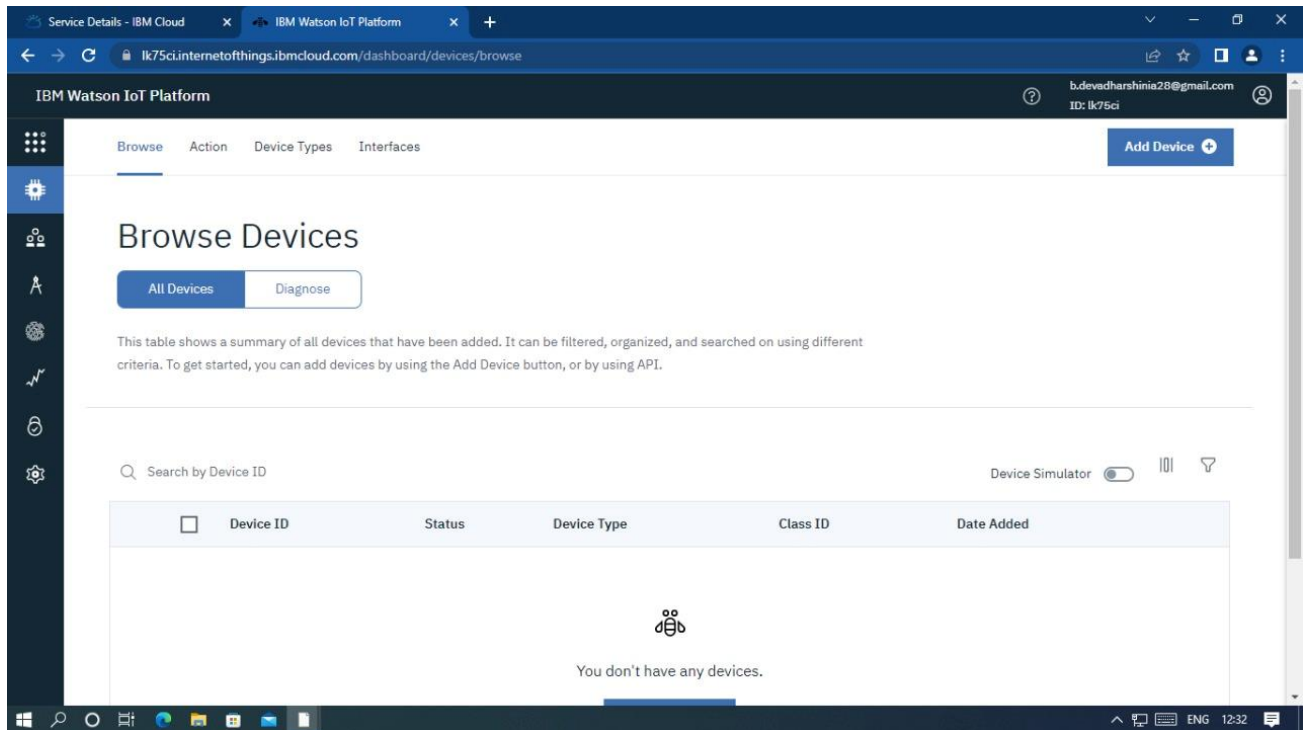 Service Details - IBM Cloud
IBM Watson IoT Platform
lk75ci.internetofthings.ibmcloud.com/dashboard/devices/browse
IBM Watson IoT Platform
b.devadharshinia28@gmail.com
ID: lk75ci
Browse Action Device Types Interfaces
Add Device
Browse Devices
All Devices Diagnose
This table shows a summary of all devices that have been added. It can be filtered, organized, and searched on using different
criteria. To get started, you can add devices by using the Add Device button, or by using API.
Search by Device ID
Device Simulator
Device ID Status Device Type Class ID Date Added
You don't have any devices.
ENG 12:32